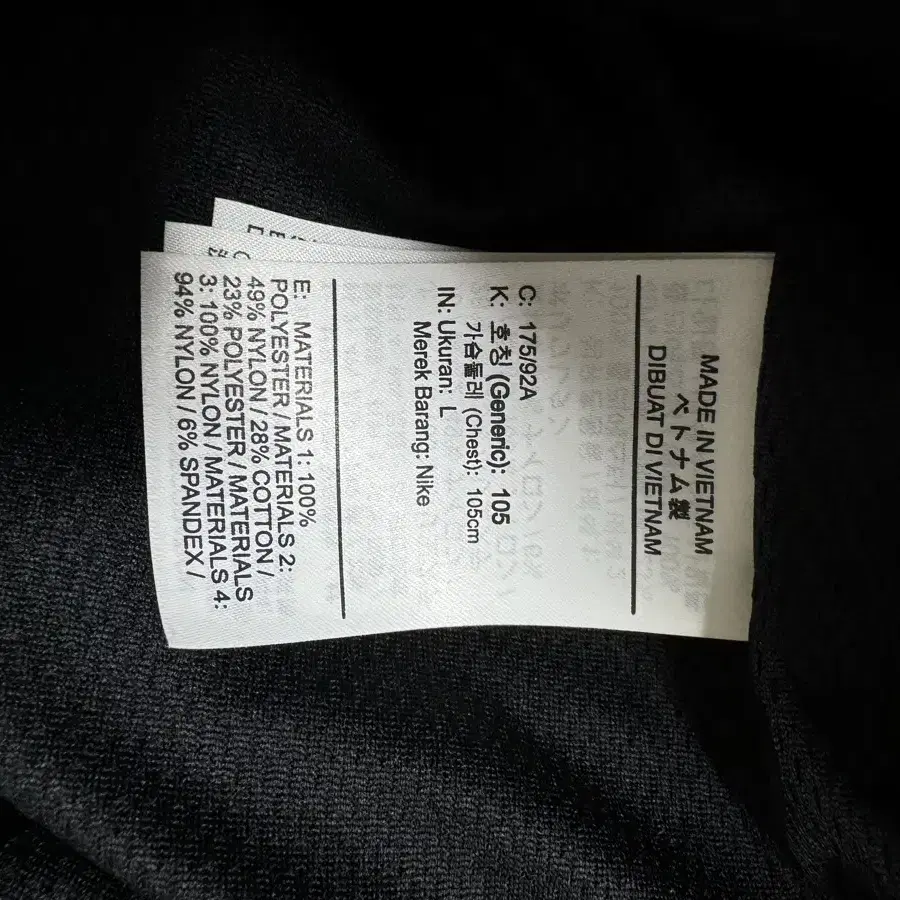 MADE IN VIETNAM
ベトナム製
DIBUAT DI VIETNAM
C: 175/92A
K: 호칭 (Generic): 105
가슴둘레 (Chest): 105cm
IN: Ukuran: L
Merek Barang: Nike
E: MATERIALS 1: 100%
POLYESTER / MATERIALS 2:
49% NYLON / 28% COTTON /
23% POLYESTER / MATERIALS
3: 100% NYLON / MATERIALS 4:
94% NYLON / 6% SPANDEX /